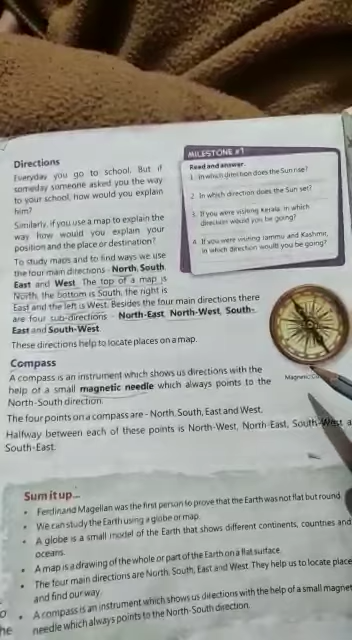 Directions
Everyday you go to school. But if
someday someone asked you the way
to your school, how would you explain
him?
Similarly, if you use a map to explain the
way how would you explain your
position and the place or destination?
To study maps and to find ways we use
the four main directions - North, South,
East and West. The top of a map is
North, the bottom is South, the right is
East and the left is West. Besides the four main directions there
are four sub-directions - North-East, North-West, South-
East and South-West.
These directions help to locate places on a map.
MILESTONE #1
Read and answer.
1. In which direction does the Sun rise?
2. In which direction does the Sun set?
3. If you were visiting Kerala, in which
direction would you be going?
4. If you were visiting Jammu and Kashmir,
in which direction would you be going?
Compass
A compass is an instrument which shows us directions with the
help of a small magnetic needle which always points to the
North-South direction.
Magnetic
The four points on a compass are - North, South, East and West.
Halfway between each of these points is North-West, North-East, South-West a
South-East.
Sum it up...
• Ferdinand Magellan was the first person to prove that the Earth was not flat but round.
• We can study the Earth using a globe or map.
• A globe is a small model of the Earth that shows different continents, countries and
oceans.
• A map is a drawing of the whole or part of the Earth on a flat surface.
• The four main directions are North, South, East and West. They help us to locate place
and find our way.
• A compass is an instrument which shows us directions with the help of a small magnet
needle which always points to the North-South direction.